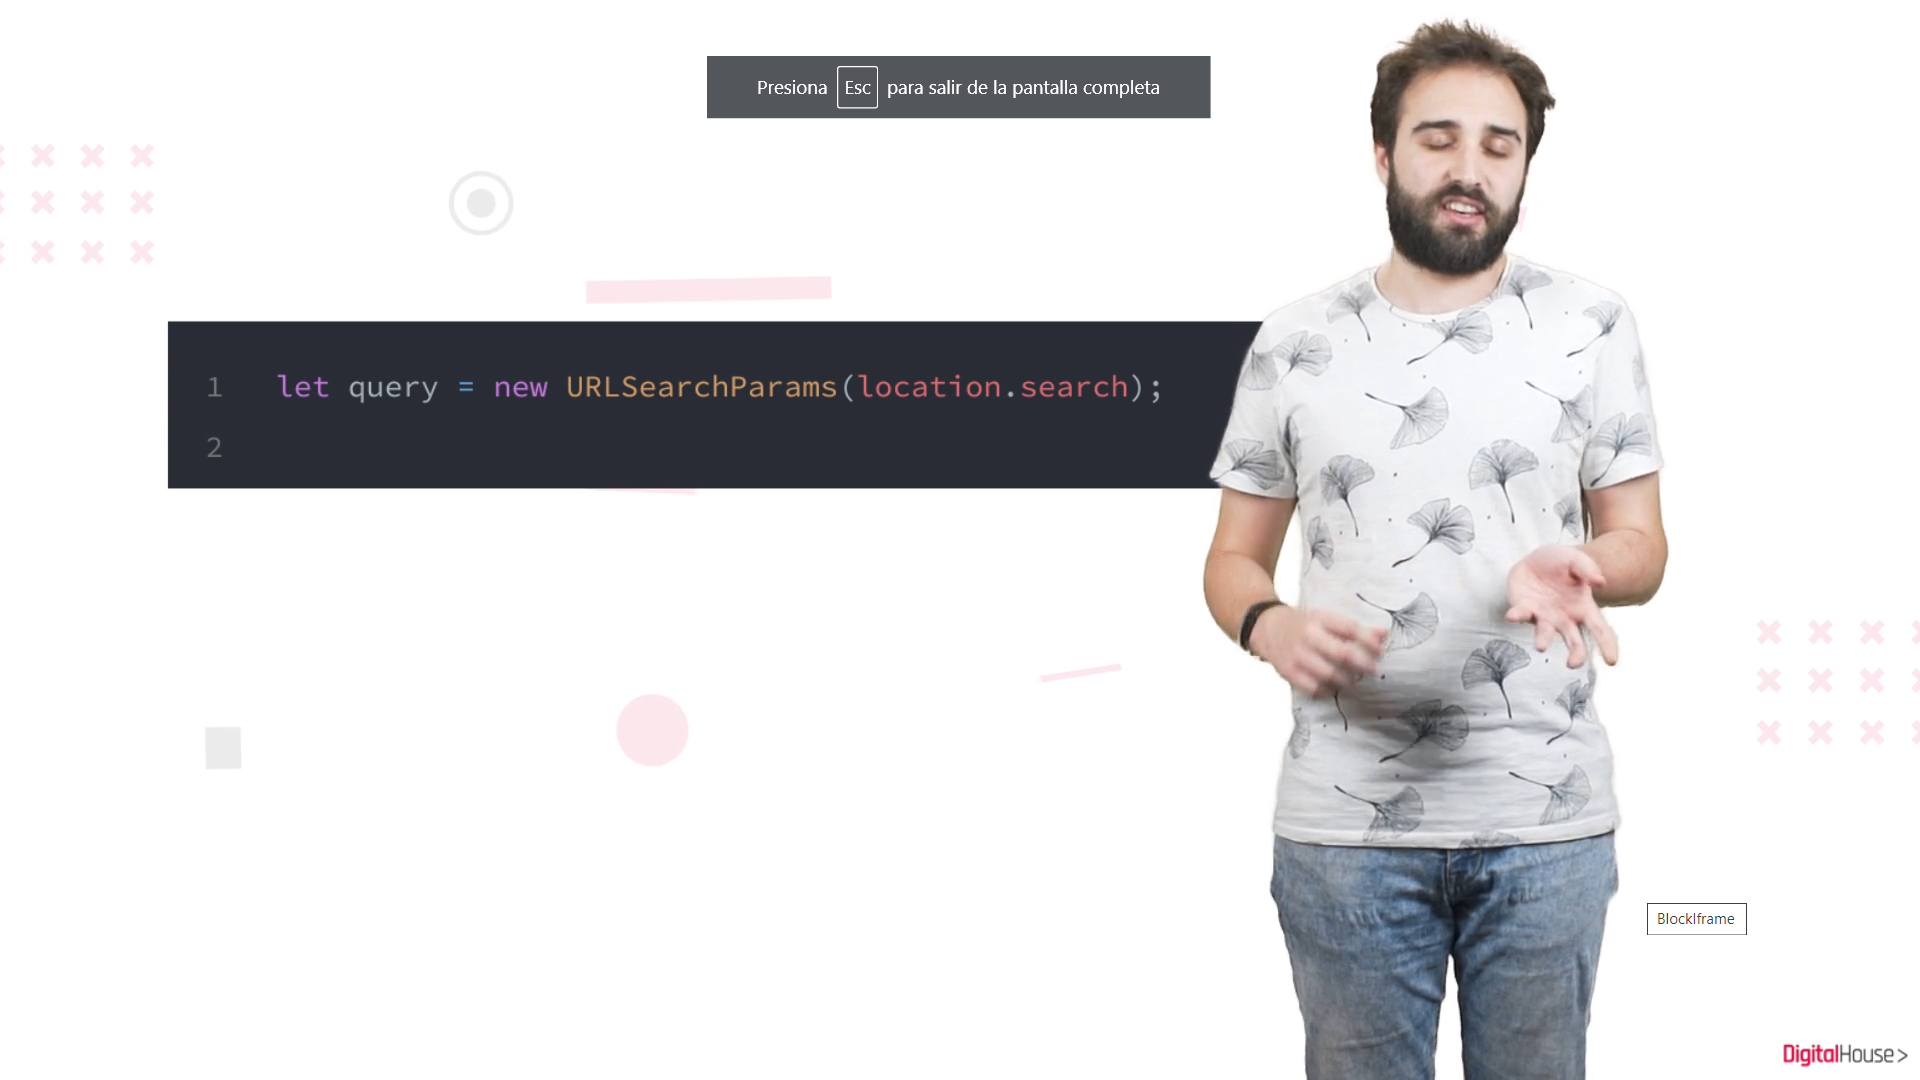 Presiona Esc para salir de la pantalla completa
1 let query = new URLSearchParams(location.search);
2
BlockIframe
DigitalHouse>